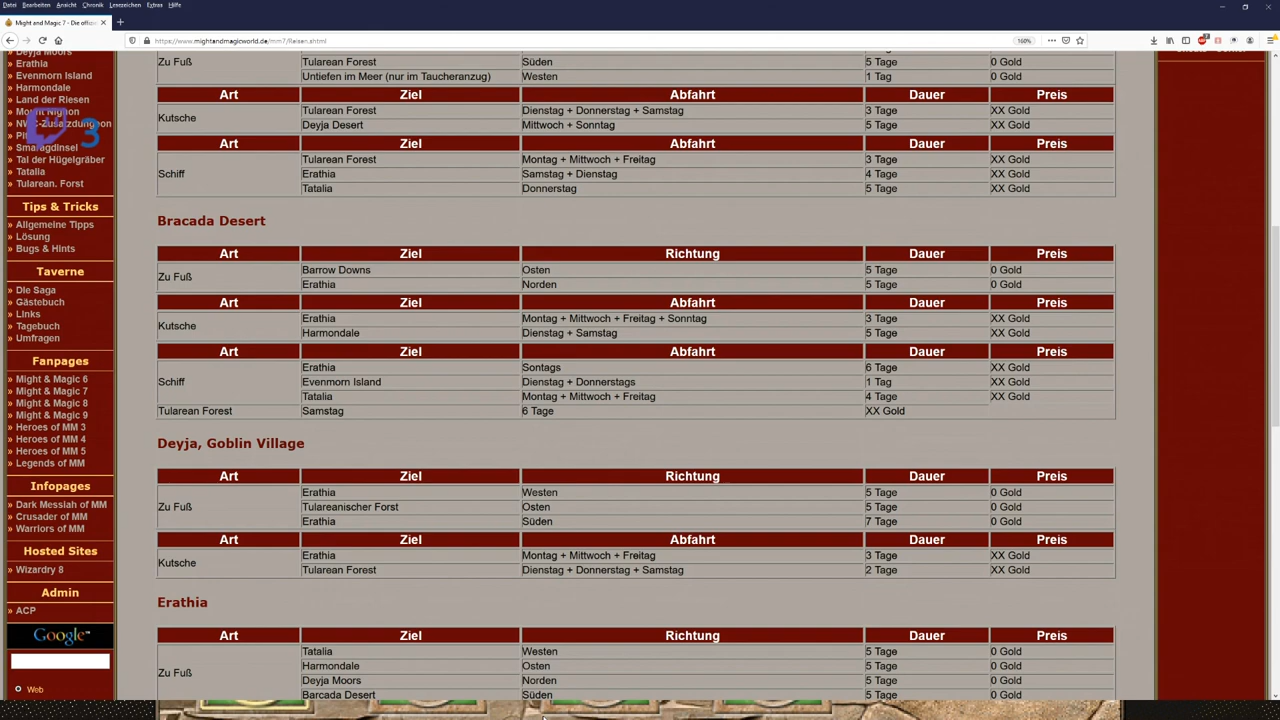 Datei Bearbeiten Ansicht Chronik Lesezeichen Extras Hilfe
Might and Magic 7 - Die offizi
https://www.mightandmagicworld.de/mm7/Reisen.shtml 160%
» Deyja Moors
» Erathia
» Evenmorn Island
» Harmondale
» Land der Riesen
» Mount Nighon
» NWC-Zusatzdungeon
» Pit
» Smaragdinsel
» Tal der Hügelgräber
» Tatalia
» Tularean. Forst
3
Tips & Tricks
» Allgemeine Tipps
» Lösung
» Bugs & Hints
Taverne
» Die Saga
» Gästebuch
» Links
» Tagebuch
» Umfragen
Fanpages
» Might & Magic 6
» Might & Magic 7
» Might & Magic 8
» Might & Magic 9
» Heroes of MM 3
» Heroes of MM 4
» Heroes of MM 5
» Legends of MM
Infopages
» Dark Messiah of MM
» Crusader of MM
» Warriors of MM
Hosted Sites
» Wizardry 8
Admin
» ACP
Google™
Web
Zu Fuß Tularean Forest Süden 5 Tage 0 Gold
Untiefen im Meer (nur im Taucheranzug) Westen 1 Tag 0 Gold
Art Ziel Abfahrt Dauer Preis
Kutsche Tularean Forest Dienstag + Donnerstag + Samstag 3 Tage XX Gold
Deyja Desert Mittwoch + Sonntag 5 Tage XX Gold
Art Ziel Abfahrt Dauer Preis
Schiff Tularean Forest Montag + Mittwoch + Freitag 3 Tage XX Gold
Erathia Samstag + Dienstag 4 Tage XX Gold
Tatalia Donnerstag 5 Tage XX Gold
Bracada Desert
Art Ziel Richtung Dauer Preis
Zu Fuß Barrow Downs Osten 5 Tage 0 Gold
Erathia Norden 5 Tage 0 Gold
Art Ziel Abfahrt Dauer Preis
Kutsche Erathia Montag + Mittwoch + Freitag + Sonntag 3 Tage XX Gold
Harmondale Dienstag + Samstag 5 Tage XX Gold
Art Ziel Abfahrt Dauer Preis
Schiff Erathia Sontags 6 Tage XX Gold
Evenmorn Island Dienstag + Donnerstags 1 Tag XX Gold
Tatalia Montag + Mittwoch + Freitag 4 Tage XX Gold
Tularean Forest Samstag 6 Tage XX Gold
Deyja, Goblin Village
Art Ziel Richtung Dauer Preis
Zu Fuß Erathia Westen 5 Tage 0 Gold
Tulareanischer Forst Osten 5 Tage 0 Gold
Erathia Süden 7 Tage 0 Gold
Art Ziel Abfahrt Dauer Preis
Kutsche Erathia Montag + Mittwoch + Freitag 3 Tage XX Gold
Tularean Forest Dienstag + Donnerstag + Samstag 2 Tage XX Gold
Erathia
Art Ziel Richtung Dauer Preis
Zu Fuß Tatalia Westen 5 Tage 0 Gold
Harmondale Osten 5 Tage 0 Gold
Deyja Moors Norden 5 Tage 0 Gold
Barcada Desert Süden 5 Tage 0 Gold